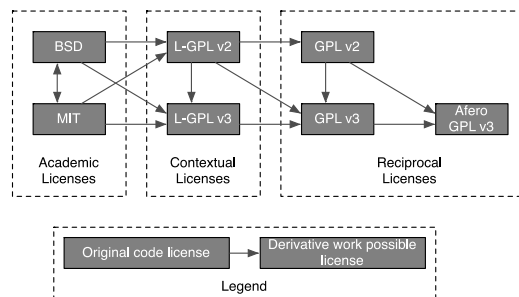 BSD
L-GPL v2
GPL v2
MIT
L-GPL v3
GPL v3
Afero
GPL v3
Academic
Licenses
Contextual
Licenses
Reciprocal
Licenses
Original code license
Derivative work possible
license
Legend